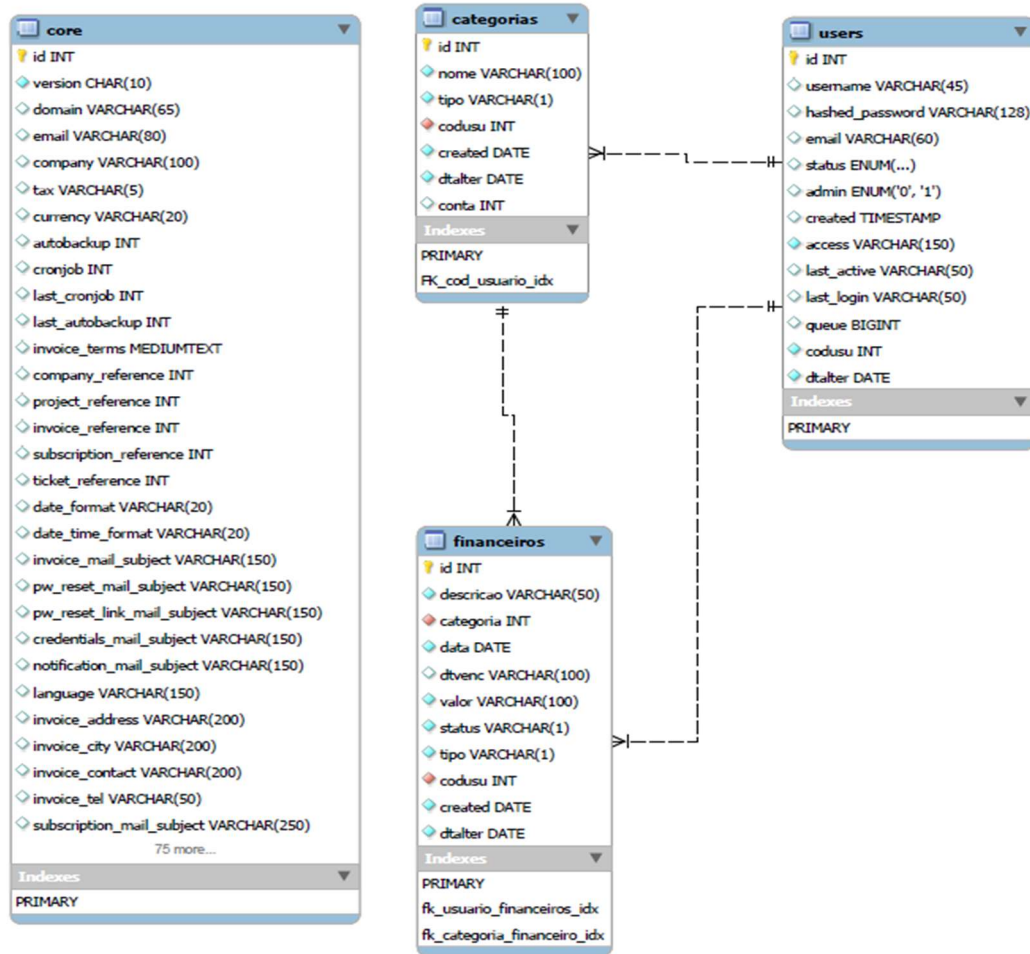 core
id INT
version CHAR(10)
domain VARCHAR(65)
email VARCHAR(80)
company VARCHAR(100)
tax VARCHAR(5)
currency VARCHAR(20)
autobackup INT
cronjob INT
last_cronjob INT
last_autobackup INT
invoice_terms MEDIUMTEXT
company_reference INT
project_reference INT
invoice_reference INT
subscription_reference INT
ticket_reference INT
date_format VARCHAR(20)
date_time_format VARCHAR(20)
invoice_mail_subject VARCHAR(150)
pw_reset_mail_subject VARCHAR(150)
pw_reset_link_mail_subject VARCHAR(150)
credentials_mail_subject VARCHAR(150)
notification_mail_subject VARCHAR(150)
language VARCHAR(150)
invoice_address VARCHAR(200)
invoice_city VARCHAR(200)
invoice_contact VARCHAR(200)
invoice_tel VARCHAR(50)
subscription_mail_subject VARCHAR(250)
75 more...
Indexes
PRIMARY
categorias
id INT
nome VARCHAR(100)
tipo VARCHAR(1)
codusu INT
created DATE
dtalter DATE
conta INT
Indexes
PRIMARY
FK_cod_usuario_idx
users
id INT
username VARCHAR(45)
hashed_password VARCHAR(128)
email VARCHAR(60)
status ENUM(...)
admin ENUM('0', '1')
created TIMESTAMP
access VARCHAR(150)
last_active VARCHAR(50)
last_login VARCHAR(50)
queue BIGINT
codusu INT
dtalter DATE
Indexes
PRIMARY
financeiros
id INT
descricao VARCHAR(50)
categoria INT
data DATE
dtvenc VARCHAR(100)
valor VARCHAR(100)
status VARCHAR(1)
tipo VARCHAR(1)
codusu INT
created DATE
dtalter DATE
Indexes
PRIMARY
fk_usuario_financeiros_idx
fk_categoria_financeiro_idx